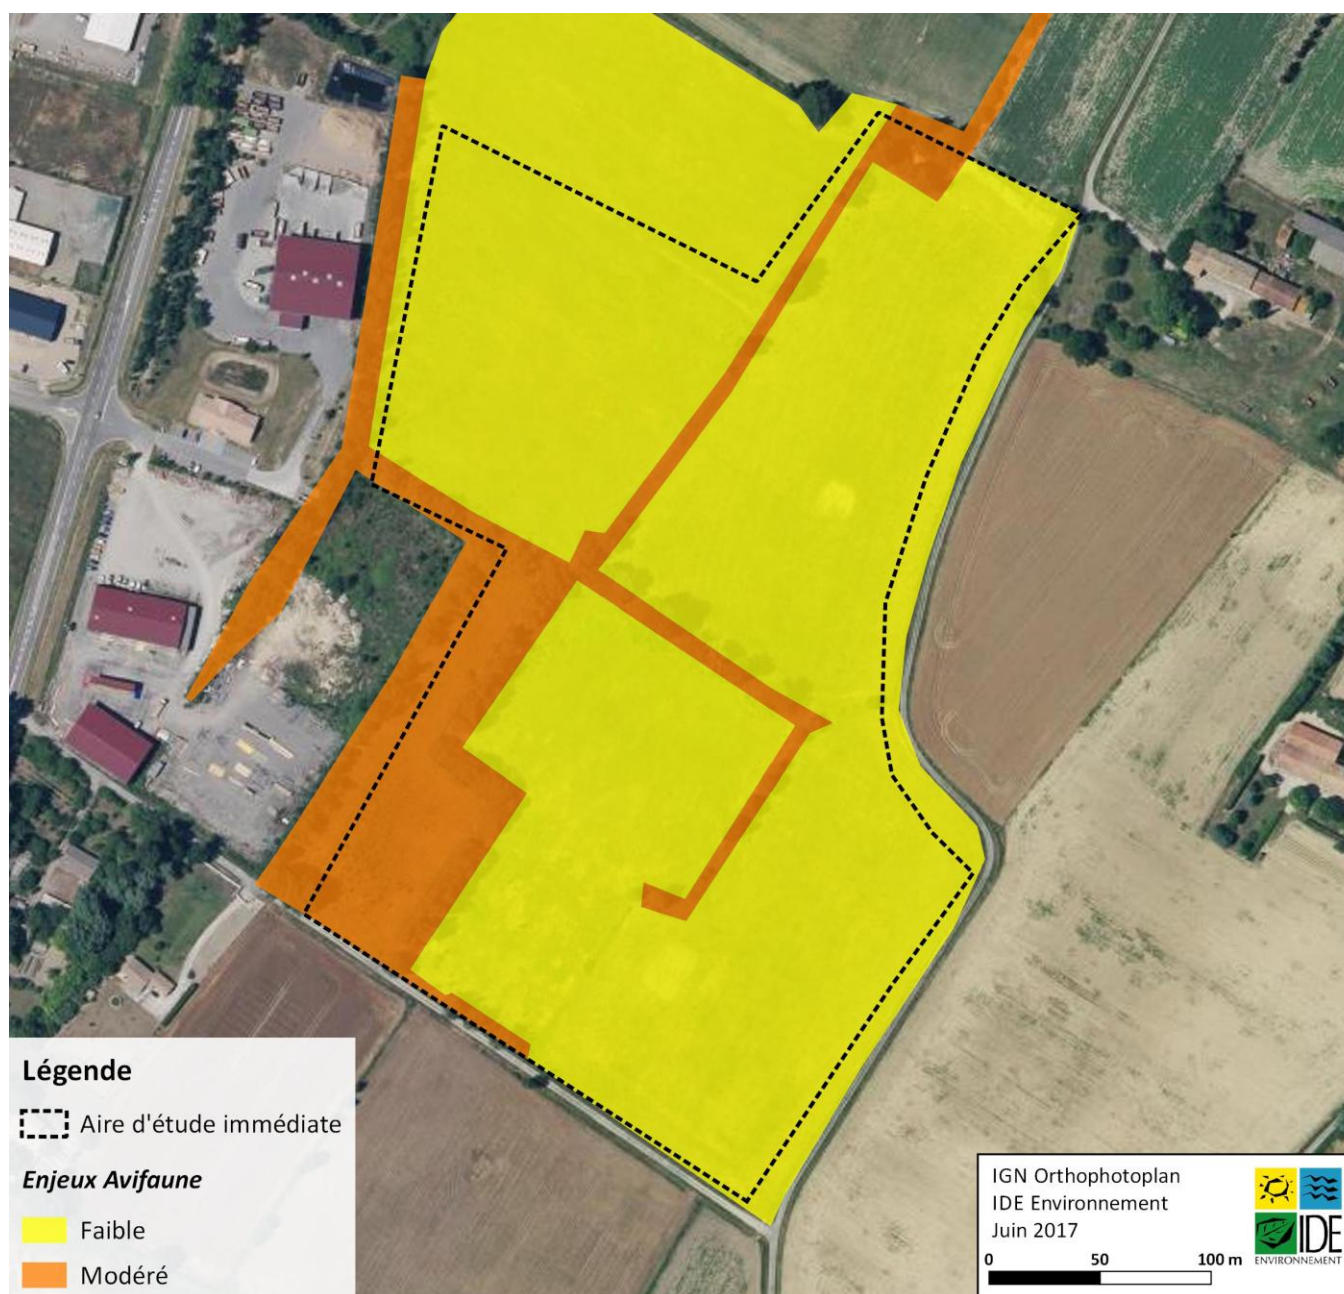 Légende
Aire d'étude immédiate
Enjeux Avifaune
Faible
Modéré
IGN Orthophotoplan
IDE Environnement
Juin 2017
0 50 100 m
IDE
ENVIRONNEMENT